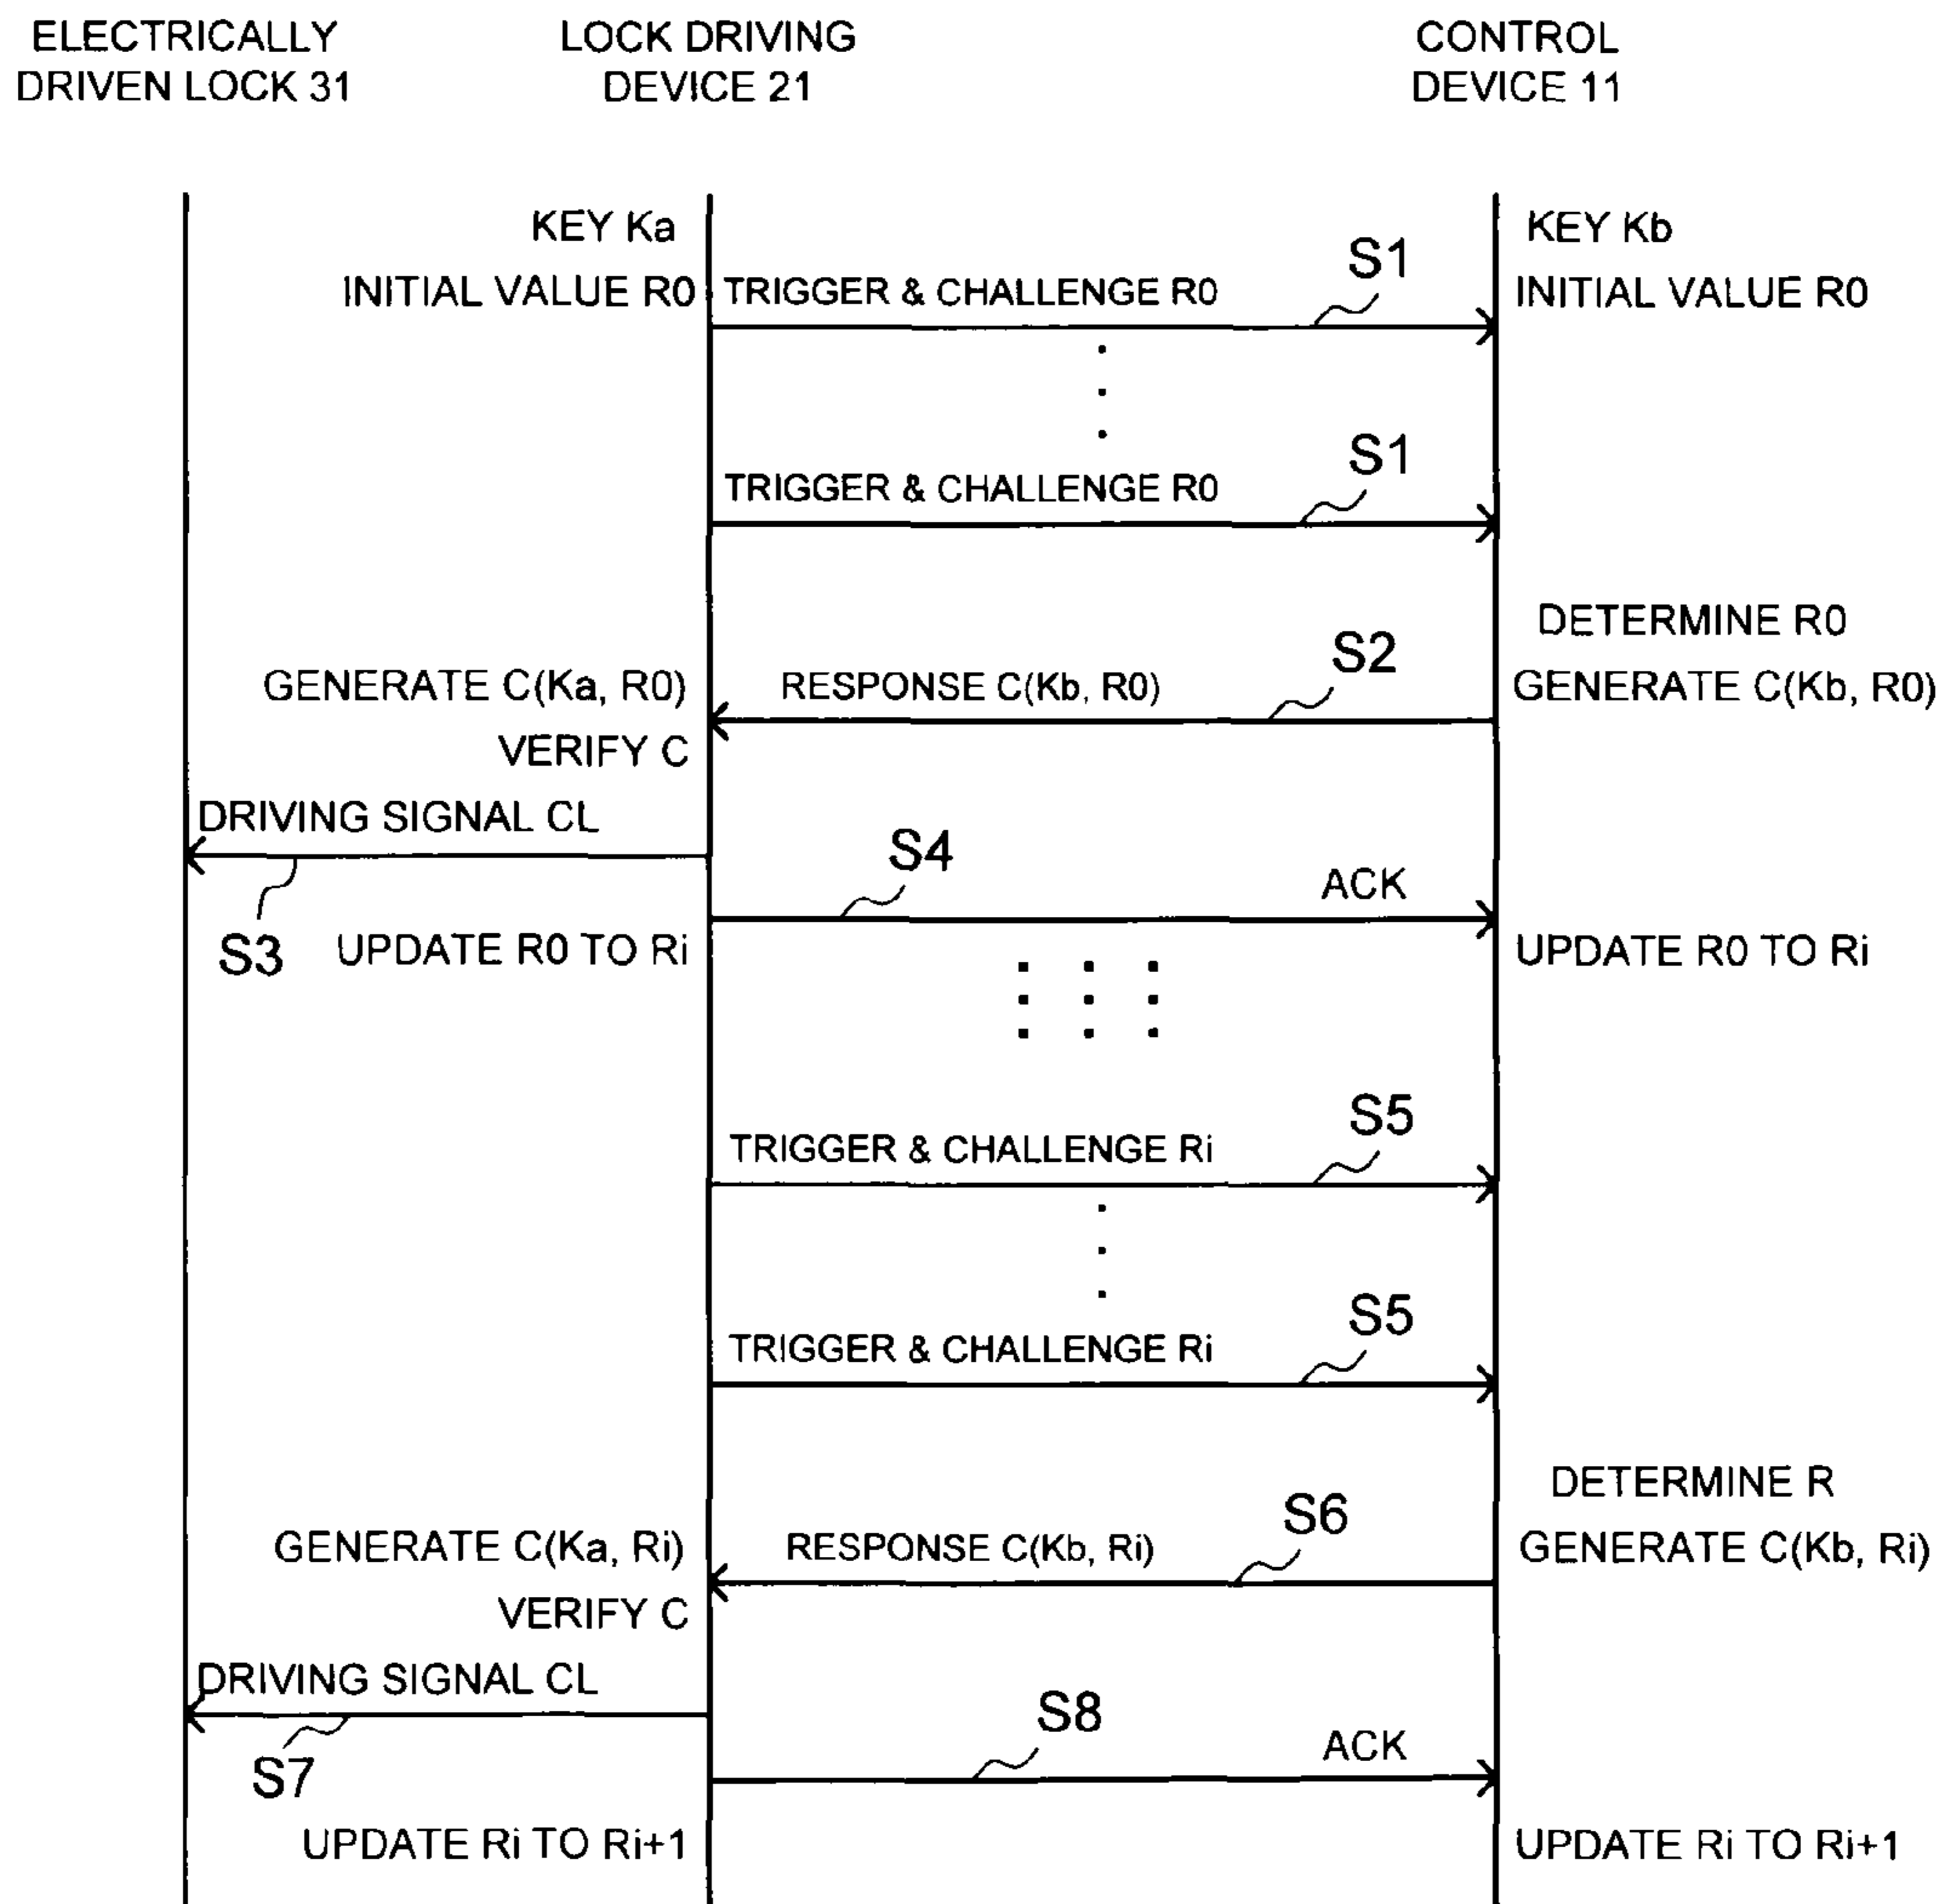 ELECTRICALLY
DRIVEN LOCK 31
LOCK DRIVING
DEVICE 21
CONTROL
DEVICE 11
KEY Ka
KEY Kb
S1
INITIAL VALUE R0
TRIGGER & CHALLENGE R0
INITIAL VALUE R0
S1
TRIGGER & CHALLENGE R0
DETERMINE R0
S2
GENERATE C(Ka, R0)
RESPONSE C(Kb, R0)
GENERATE C(Kb, R0)
VERIFY C
DRIVING SIGNAL CL
S4
ACK
S3
UPDATE R0 TO Ri
UPDATE R0 TO Ri
S5
TRIGGER & CHALLENGE Ri
S5
TRIGGER & CHALLENGE Ri
DETERMINE R
S6
GENERATE C(Ka, Ri)
RESPONSE C(Kb, Ri)
GENERATE C(Kb, Ri)
VERIFY C
DRIVING SIGNAL CL
S8
ACK
S7
UPDATE Ri TO Ri+1
UPDATE Ri TO Ri+1